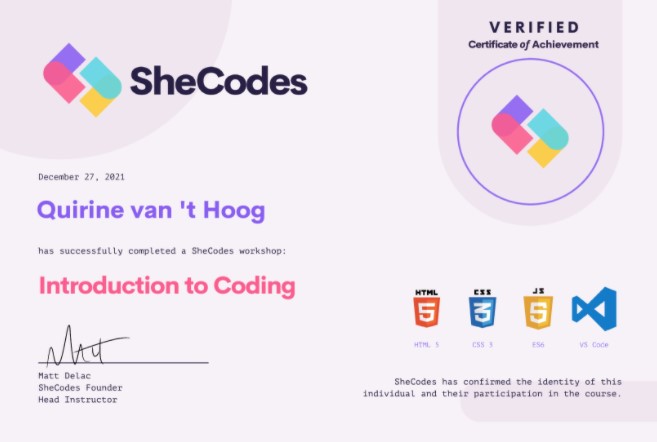 VERIFIED
Certificate of Achievement
SheCodes
December 27, 2021
Quirine van 't Hoog
has successfully completed a SheCodes workshop:
Introduction to Coding
HTML
5
CSS
3
JS
5
HTML 5
CSS 3
ES6
VS Code
Matt
Matt Delac
SheCodes Founder
Head Instructor
SheCodes has confirmed the identity of this
individual and their participation in the course.